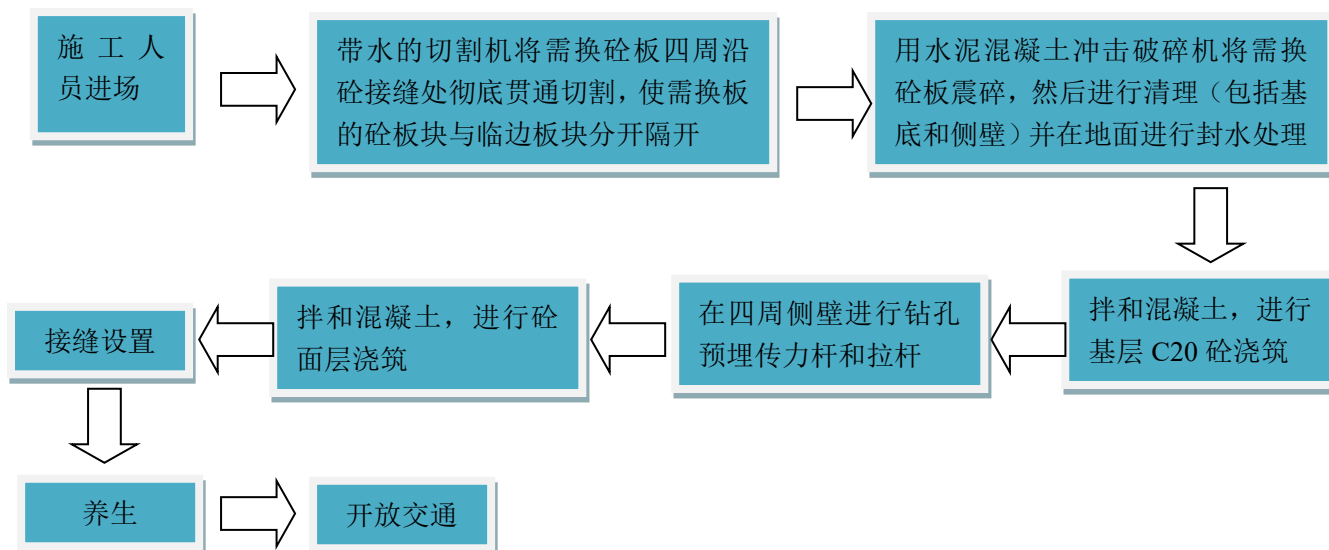 施工人
员进场
带水的切割机将需换砼板四周沿
砼接缝处彻底贯通切割，使需换板
的砼板块与临边板块分开隔开
用水泥混凝土冲击破碎机将需换
砼板震碎，然后进行清理（包括基
底和侧壁）并在地面进行封水处理
拌和混凝土，进行
基层 C20 砼浇筑
在四周侧壁进行钻孔
预埋传力杆和拉杆
拌和混凝土，进行砼
面层浇筑
接缝设置
养生
开放交通